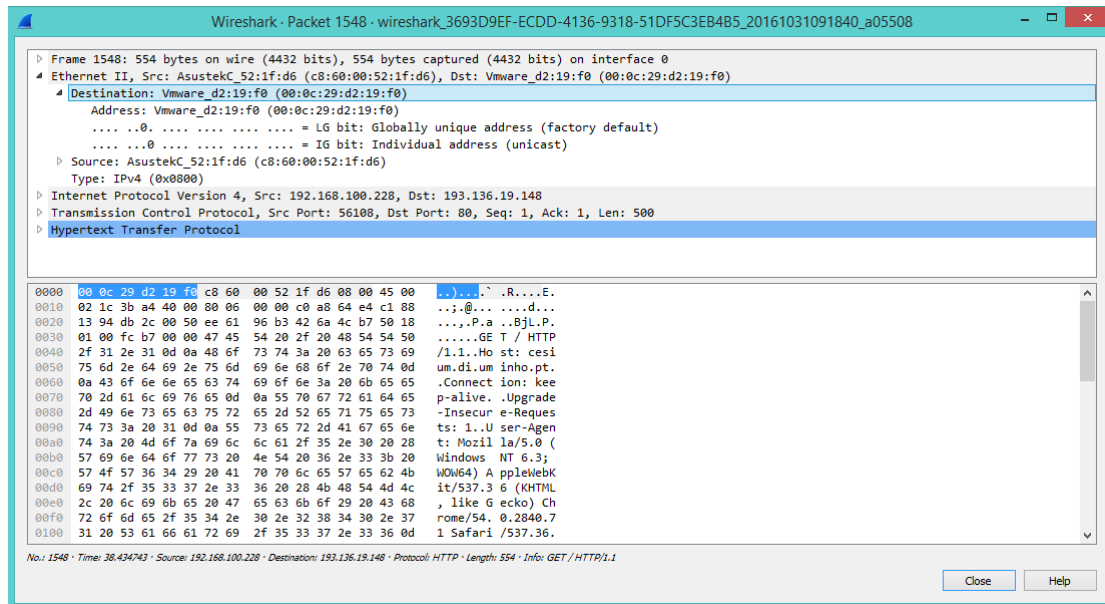 Wireshark · Packet 1548 · wireshark_3693D9EF-ECDD-4136-9318-51DF5C3EB4B5_20161031091840_a05508
Frame 1548: 554 bytes on wire (4432 bits), 554 bytes captured (4432 bits) on interface 0
Ethernet II, Src: AsustekC_52:1f:d6 (c8:60:00:52:1f:d6), Dst: Vmware_d2:19:f0 (00:0c:29:d2:19:f0)
Destination: Vmware_d2:19:f0 (00:0c:29:d2:19:f0)
Address: Vmware_d2:19:f0 (00:0c:29:d2:19:f0)
.... ..0. .... .... .... .... = LG bit: Globally unique address (factory default)
.... ...0 .... .... .... .... = IG bit: Individual address (unicast)
Source: AsustekC_52:1f:d6 (c8:60:00:52:1f:d6)
Type: IPv4 (0x0800)
Internet Protocol Version 4, Src: 192.168.100.228, Dst: 193.136.19.148
Transmission Control Protocol, Src Port: 56108, Dst Port: 80, Seq: 1, Ack: 1, Len: 500
Hypertext Transfer Protocol
0000 00 0c 29 d2 19 f0 c8 60 00 52 1f d6 08 00 45 00 ..)....` .R....E.
0010 02 1c 3b a4 40 00 80 06 00 00 c0 a8 64 e4 c1 88 ..;.@... ....d...
0020 13 94 db 2c 00 50 ee 61 96 b3 42 6a 4c b7 50 18 ...,.P.a ..BjL.P.
0030 01 00 fc b7 00 00 47 45 54 20 2f 20 48 54 54 50 ......GE T / HTTP
0040 2f 31 2e 31 0d 0a 48 6f 73 74 3a 20 63 65 73 69 /1.1..Ho st: cesi
0050 75 6d 2e 64 69 2e 75 6d 69 6e 68 6f 2e 70 74 0d um.di.um inho.pt.
0060 0a 43 6f 6e 6e 65 63 74 69 6f 6e 3a 20 6b 65 65 .Connect ion: kee
0070 70 2d 61 6c 69 76 65 0d 0a 55 70 67 72 61 64 65 p-alive. .Upgrade
0080 2d 49 6e 73 65 63 75 72 65 2d 52 65 71 75 65 73 -Insecur e-Reques
0090 74 73 3a 20 31 0d 0a 55 73 65 72 2d 41 67 65 6e ts: 1..U ser-Agen
00a0 74 3a 20 4d 6f 7a 69 6c 6c 61 2f 35 2e 30 20 28 t: Mozil la/5.0 (
00b0 57 69 6e 64 6f 77 73 20 4e 54 20 36 2e 33 3b 20 Windows NT 6.3;
00c0 57 4f 57 36 34 29 20 41 70 70 6c 65 57 65 62 4b WOW64) A ppleWebK
00d0 69 74 2f 35 33 37 2e 33 36 20 28 4b 48 54 4d 4c it/537.3 6 (KHTML
00e0 2c 20 6c 69 6b 65 20 47 65 63 6b 6f 29 20 43 68 , like G ecko) Ch
00f0 72 6f 6d 65 2f 35 34 2e 30 2e 32 38 34 30 2e 37 rome/54. 0.2840.7
0100 31 20 53 61 66 61 72 69 2f 35 33 37 2e 33 36 0d 1 Safari /537.36.
No.: 1548 · Time: 38.434743 · Source: 192.168.100.228 · Destination: 193.136.19.148 · Protocol: HTTP · Length: 554 · Info: GET / HTTP/1.1
Close Help